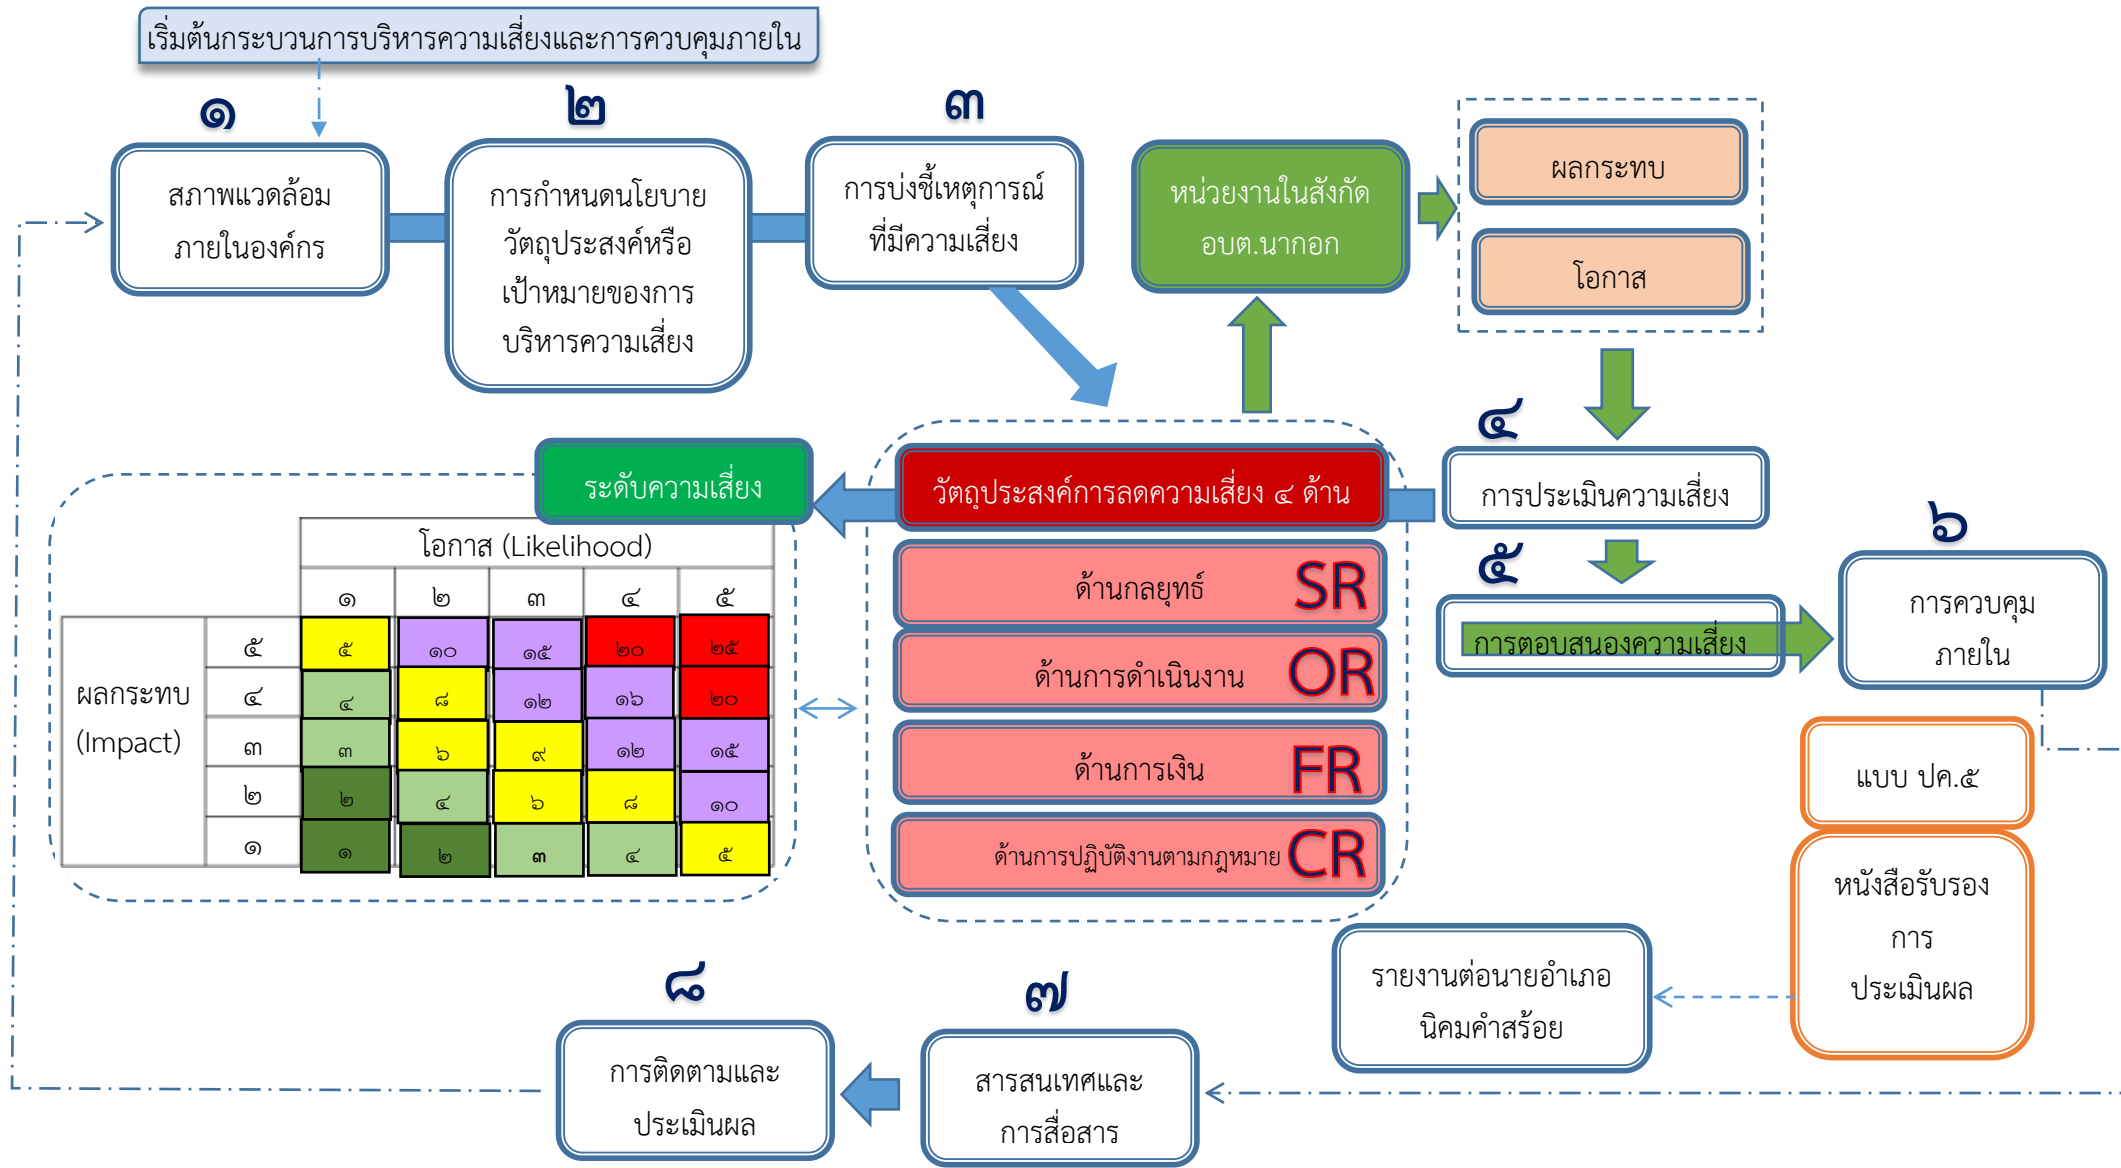 เริ่มต้นกระบวนการบริหารความเสี่ยงและการควบคุมภายใน
๑
สภาพแวดล้อม
ภายในองค์กร
๒
การกำหนดนโยบาย
วัตถุประสงค์หรือ
เป้าหมายของการ
บริหารความเสี่ยง
๓
การบ่งชี้เหตุการณ์
ที่มีความเสี่ยง
หน่วยงานในสังกัด
อบต.นากอก
ผลกระทบ
โอกาส
๔
การประเมินความเสี่ยง
๕
การตอบสนองความเสี่ยง
๖
การควบคุม
ภายใน
วัตถุประสงค์การลดความเสี่ยง ๔ ด้าน
ด้านกลยุทธ์ SR
ด้านการดำเนินงาน OR
ด้านการเงิน FR
ด้านการปฏิบัติงานตามกฎหมาย CR
ระดับความเสี่ยง
โอกาส (Likelihood)
๑ ๒ ๓ ๔ ๕
ผลกระทบ
(Impact)
๕ ๕ ๑๐ ๑๕ ๒๐ ๒๕
๔ ๔ ๘ ๑๒ ๑๖ ๒๐
๓ ๓ ๖ ๙ ๑๒ ๑๕
๒ ๒ ๔ ๖ ๘ ๑๐
๑ ๑ ๒ ๓ ๔ ๕
แบบ ปค.๕
หนังสือรับรอง
การ
ประเมินผล
รายงานต่อนายอำเภอ
นิคมคำสร้อย
๗
สารสนเทศและ
การสื่อสาร
๘
การติดตามและ
ประเมินผล